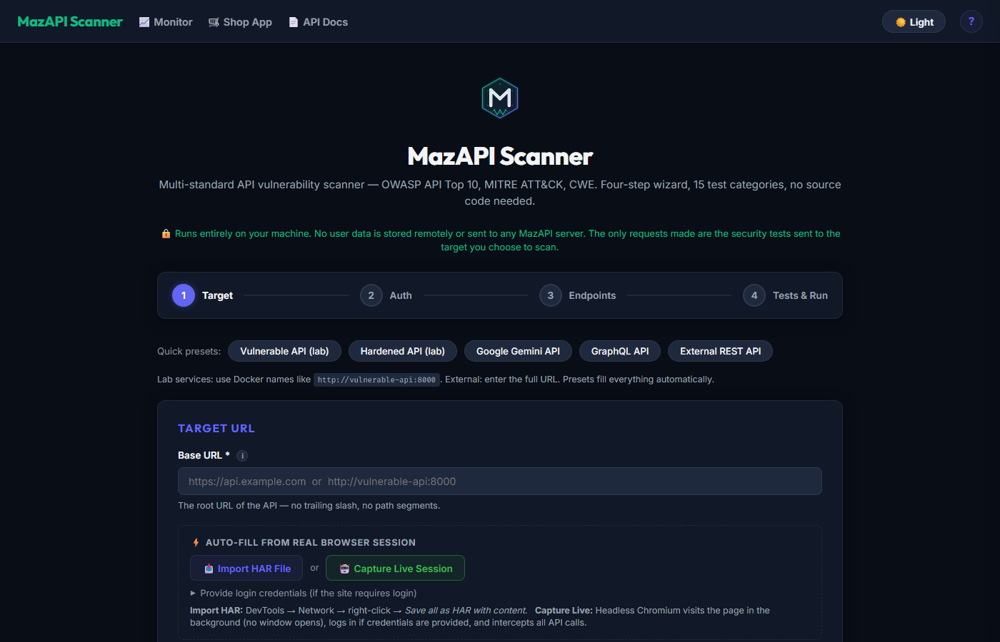 MazAPI Scanner
Monitor
Shop App
API Docs
Light
?
M
MazAPI Scanner
Multi-standard API vulnerability scanner — OWASP API Top 10, MITRE ATT&CK, CWE. Four-step wizard, 15 test categories, no source
code needed.
Runs entirely on your machine. No user data is stored remotely or sent to any MazAPI server. The only requests made are the security tests sent to the
target you choose to scan.
1 Target
2 Auth
3 Endpoints
4 Tests & Run
Quick presets:
Vulnerable API (lab)
Hardened API (lab)
Google Gemini API
GraphQL API
External REST API
Lab services: use Docker names like http://vulnerable-api:8000. External: enter the full URL. Presets fill everything automatically.
TARGET URL
Base URL * i
https://api.example.com or http://vulnerable-api:8000
The root URL of the API — no trailing slash, no path segments.
AUTO-FILL FROM REAL BROWSER SESSION
Import HAR File
or
Capture Live Session
▶ Provide login credentials (if the site requires login)
Import HAR: DevTools → Network → right-click → Save all as HAR with content. Capture Live: Headless Chromium visits the page in the
background (no window opens), logs in if credentials are provided, and intercepts all API calls.